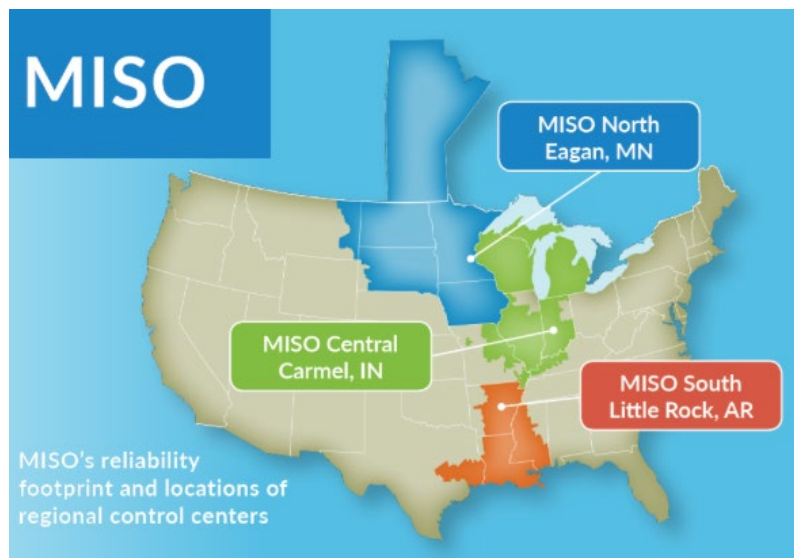 MISO
MISO North
Eagan, MN
MISO Central
Carmel, IN
MISO South
Little Rock, AR
MISO's reliability
footprint and locations of
regional control centers